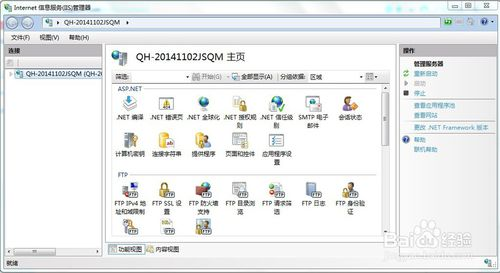 Internet 信息服务(IIS)管理器
QH-20141102JSQM
文件(F) 视图(V) 帮助(H)
连接
QH-20141102JSQM (QH-20
QH-20141102JSQM 主页
筛选: 开始(G) 全部显示(A) 分组依据: 区域
ASP.NET
.NET 编译 .NET 错误页 .NET 全球化 .NET 授权规则 .NET 信任级别 SMTP 电子邮件 会话状态
计算机密钥 连接字符串 提供程序 页面和控件 应用程序设置
FTP
FTP IPv4 地址和域限制 FTP SSL 设置 FTP 防火墙支持 FTP 目录浏览 FTP 请求筛选 FTP 日志 FTP 身份验证
功能视图 内容视图
操作
管理服务器
重新启动
启动
停止
查看应用程序池
查看网站
更改 .NET Framework 版本
帮助
联机帮助
就绪
Baidu 经验